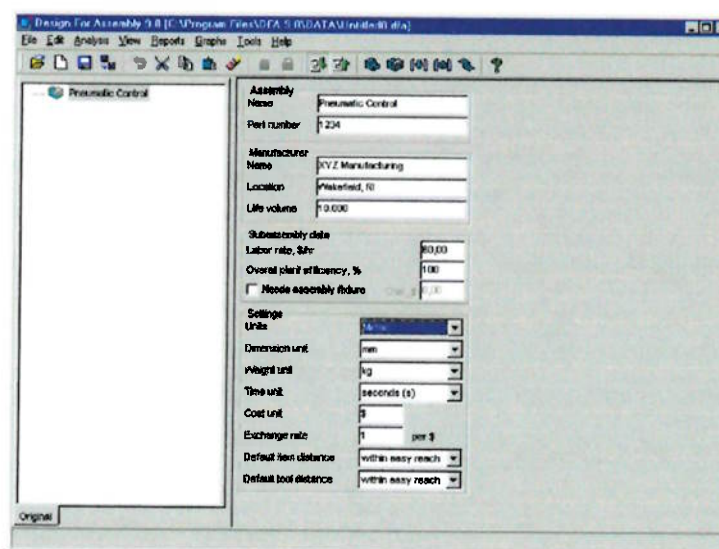 Design For Assembly 9.0 [C:\Program Files\DFA 9.0\DATA\Untitled0.dfa]
File Edit Analysis View Reports Graphs Tools Help
Pneumatic Control
Assembly
Name Pneumatic Control
Part number 1234
Manufacturer
Name XYZ Manufacturing
Location Wakefield, RI
Life volume 10.000
Subassembly data
Labor rate, $/hr 60,00
Overall plant efficiency, % 100
Needs assembly fixture 0,00
Settings
Units Metric
Dimension unit mm
Weight unit kg
Time unit seconds (s)
Cost unit $
Exchange rate 1 per $
Default item distance within easy reach
Default tool distance within easy reach
Original